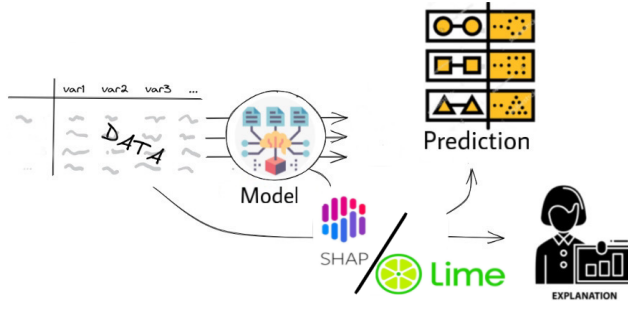 var1 var2 var3 ...
DATA
...
Model
Prediction
SHAP
Lime
EXPLANATION